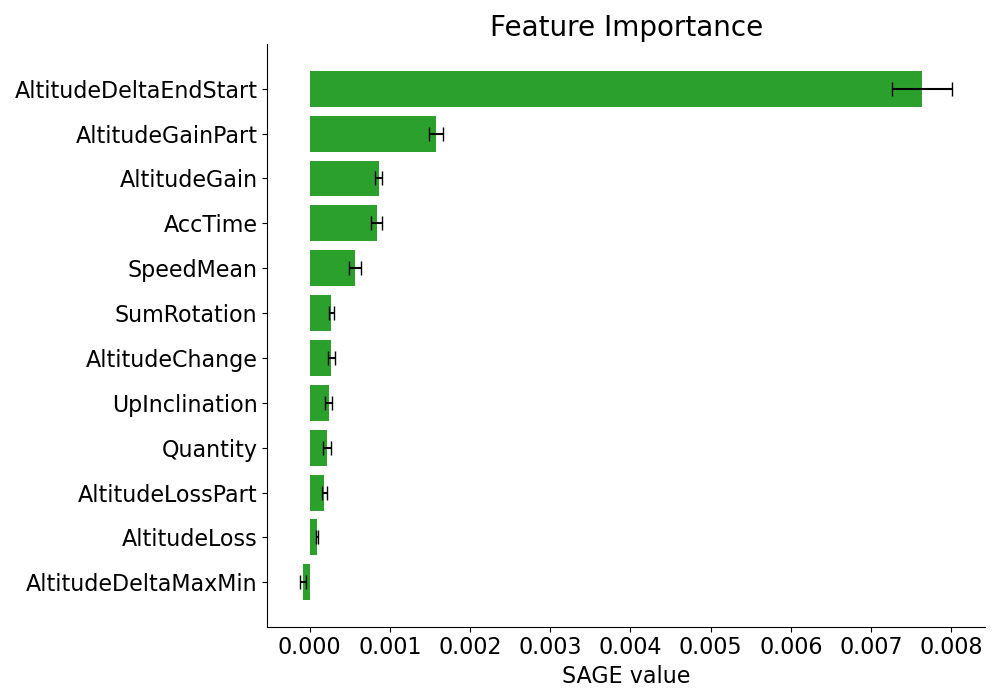 Feature Importance
AltitudeDeltaEndStart
AltitudeGainPart
AltitudeGain
AccTime
SpeedMean
SumRotation
AltitudeChange
UpInclination
Quantity
AltitudeLossPart
AltitudeLoss
AltitudeDeltaMaxMin
0.000 0.001 0.002 0.003 0.004 0.005 0.006 0.007 0.008
SAGE value